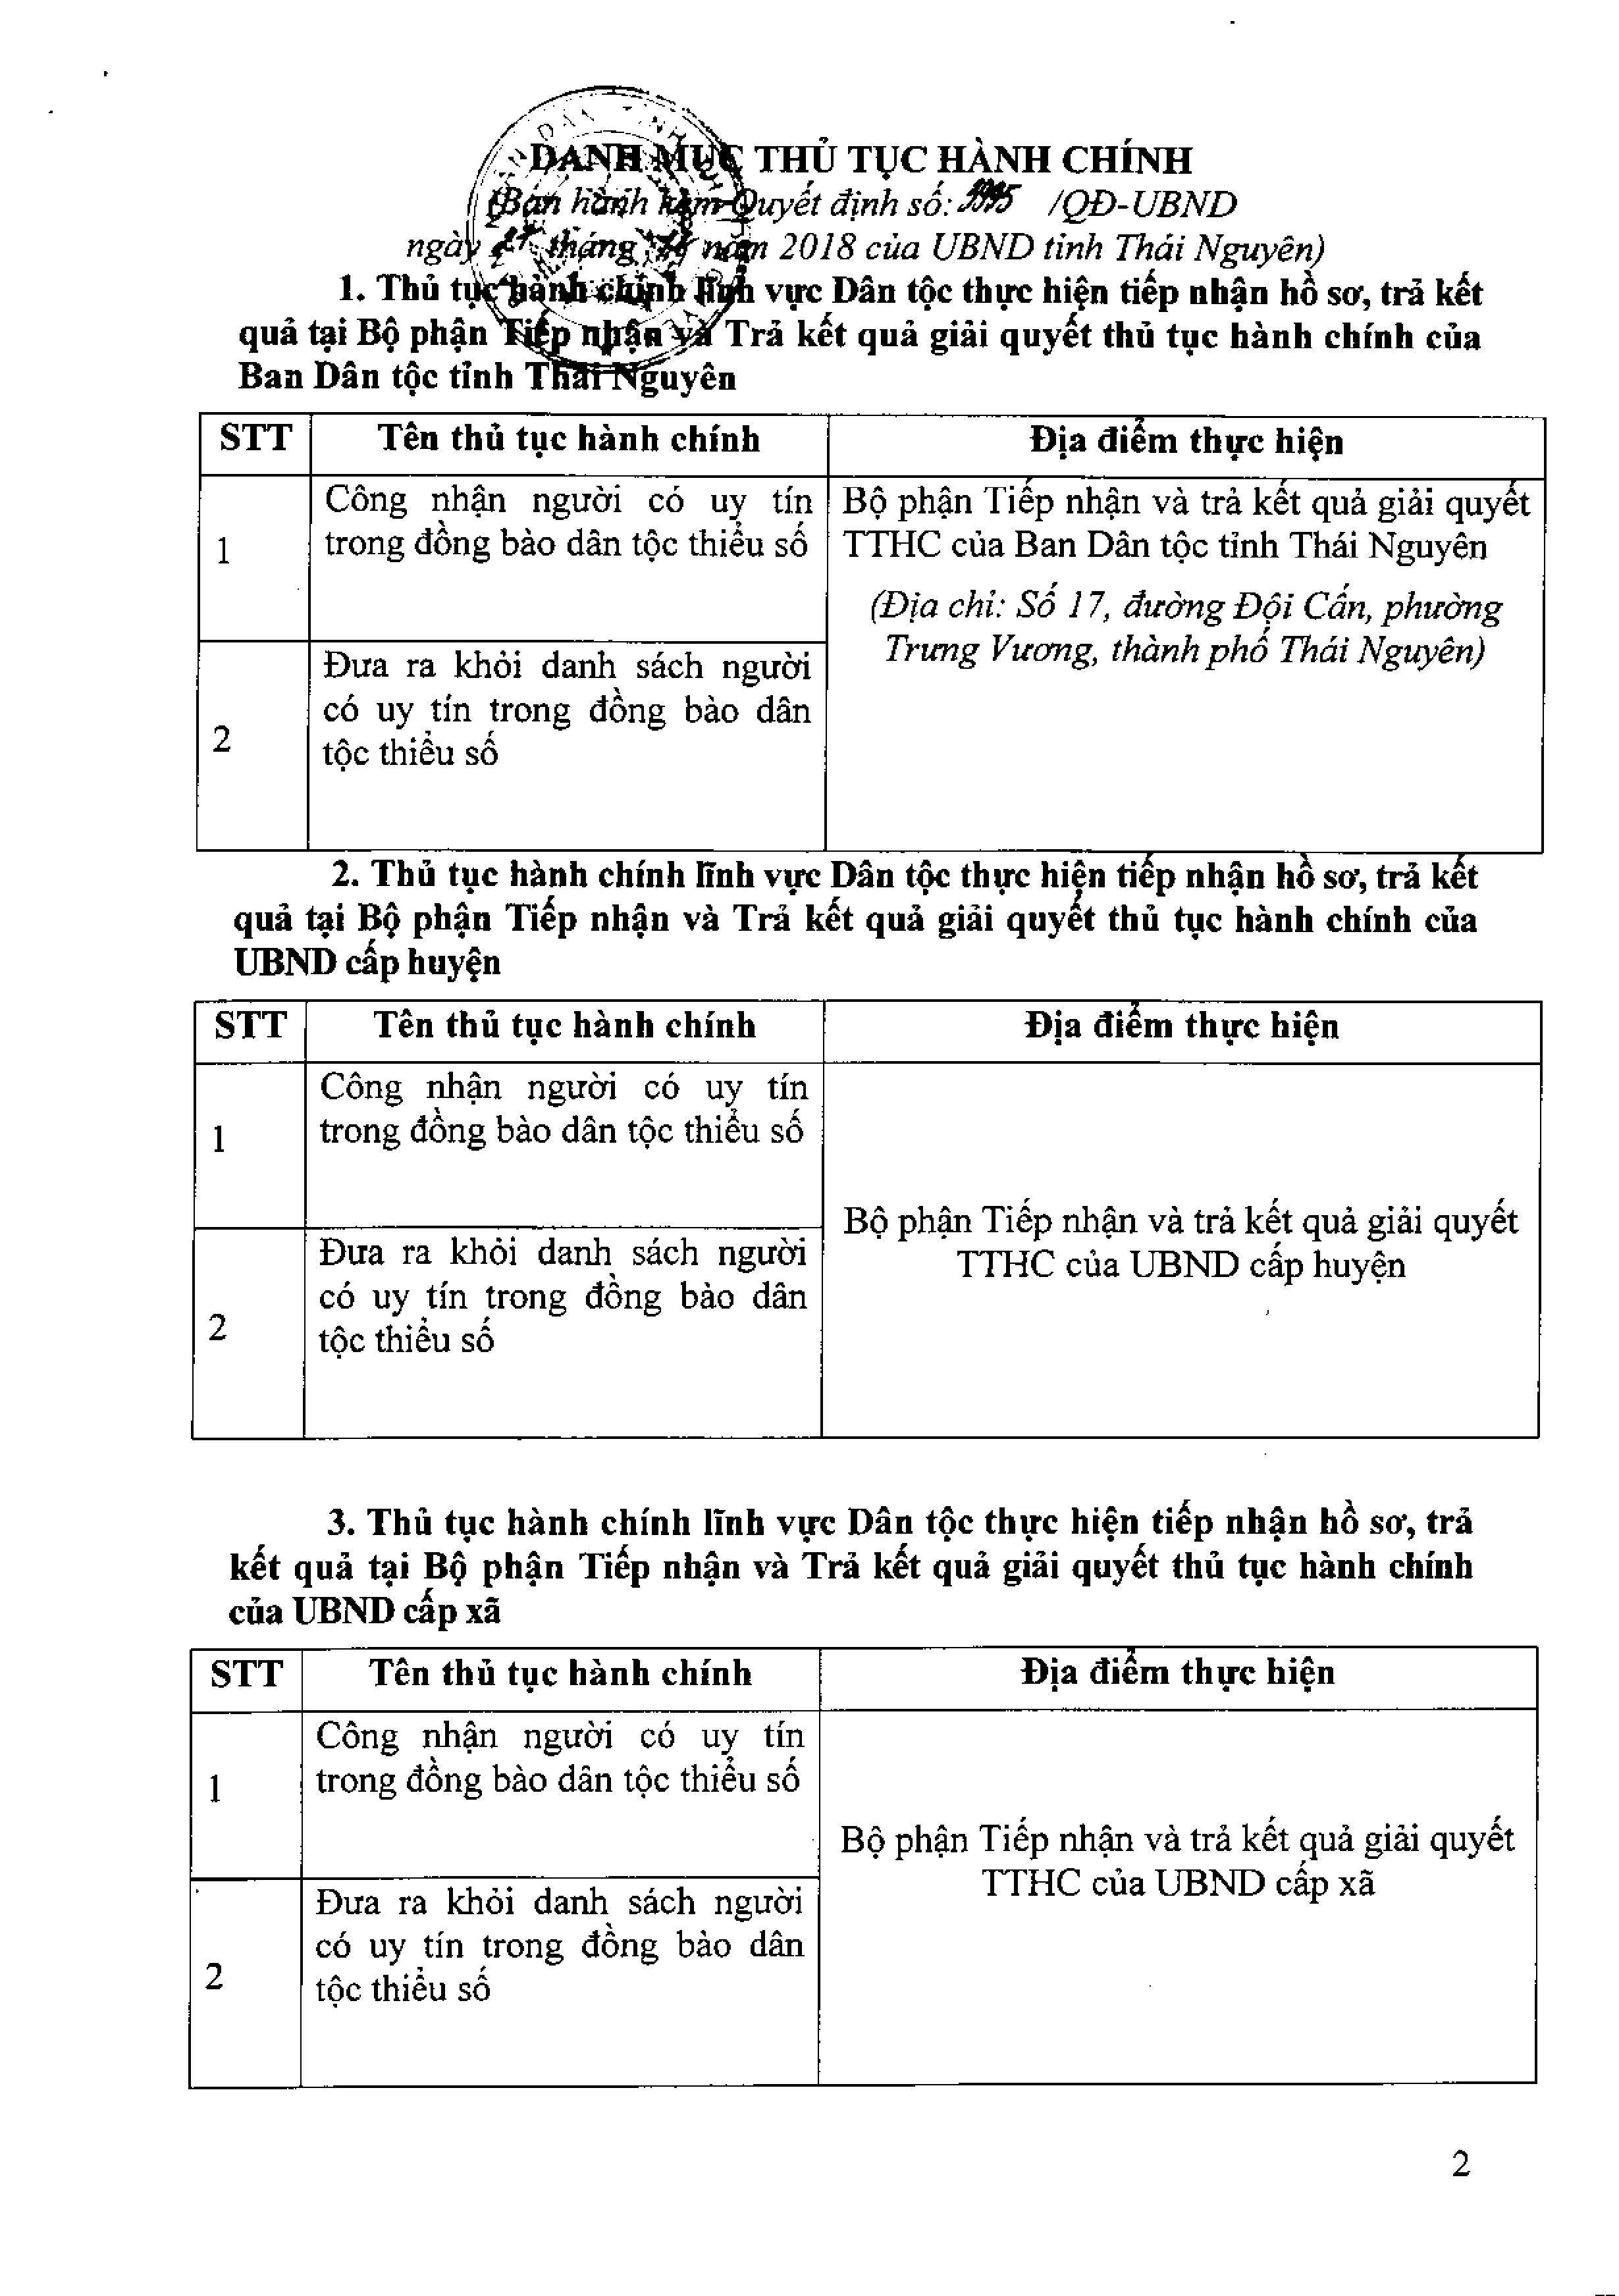 DANH MỤC THỦ TỤC HÀNH CHÍNH
(Ban hành kèm Quyết định số: /QĐ-UBND
ngày tháng năm 2018 của UBND tỉnh Thái Nguyên)
1. Thủ tục hành chính lĩnh vực Dân tộc thực hiện tiếp nhận hồ sơ, trả kết
quả tại Bộ phận Tiếp nhận và Trả kết quả giải quyết thủ tục hành chính của
Ban Dân tộc tỉnh Thái Nguyên
STT Tên thủ tục hành chính Địa điểm thực hiện
1 Công nhận người có uy tín
trong đồng bào dân tộc thiểu số
Bộ phận Tiếp nhận và trả kết quả giải quyết
TTHC của Ban Dân tộc tỉnh Thái Nguyên
(Địa chỉ: Số 17, đường Đội Cấn, phường
Trưng Vương, thành phố Thái Nguyên)
2 Đưa ra khỏi danh sách người
có uy tín trong đồng bào dân
tộc thiểu số
2. Thủ tục hành chính lĩnh vực Dân tộc thực hiện tiếp nhận hồ sơ, trả kết
quả tại Bộ phận Tiếp nhận và Trả kết quả giải quyết thủ tục hành chính của
UBND cấp huyện
STT Tên thủ tục hành chính Địa điểm thực hiện
1 Công nhận người có uy tín
trong đồng bào dân tộc thiểu số
2 Đưa ra khỏi danh sách người
có uy tín trong đồng bào dân
tộc thiểu số
Bộ phận Tiếp nhận và trả kết quả giải quyết
TTHC của UBND cấp huyện
3. Thủ tục hành chính lĩnh vực Dân tộc thực hiện tiếp nhận hồ sơ, trả
kết quả tại Bộ phận Tiếp nhận và Trả kết quả giải quyết thủ tục hành chính
của UBND cấp xã
STT Tên thủ tục hành chính Địa điểm thực hiện
1 Công nhận người có uy tín
trong đồng bào dân tộc thiểu số
2 Đưa ra khỏi danh sách người
có uy tín trong đồng bào dân
tộc thiểu số
Bộ phận Tiếp nhận và trả kết quả giải quyết
TTHC của UBND cấp xã
2